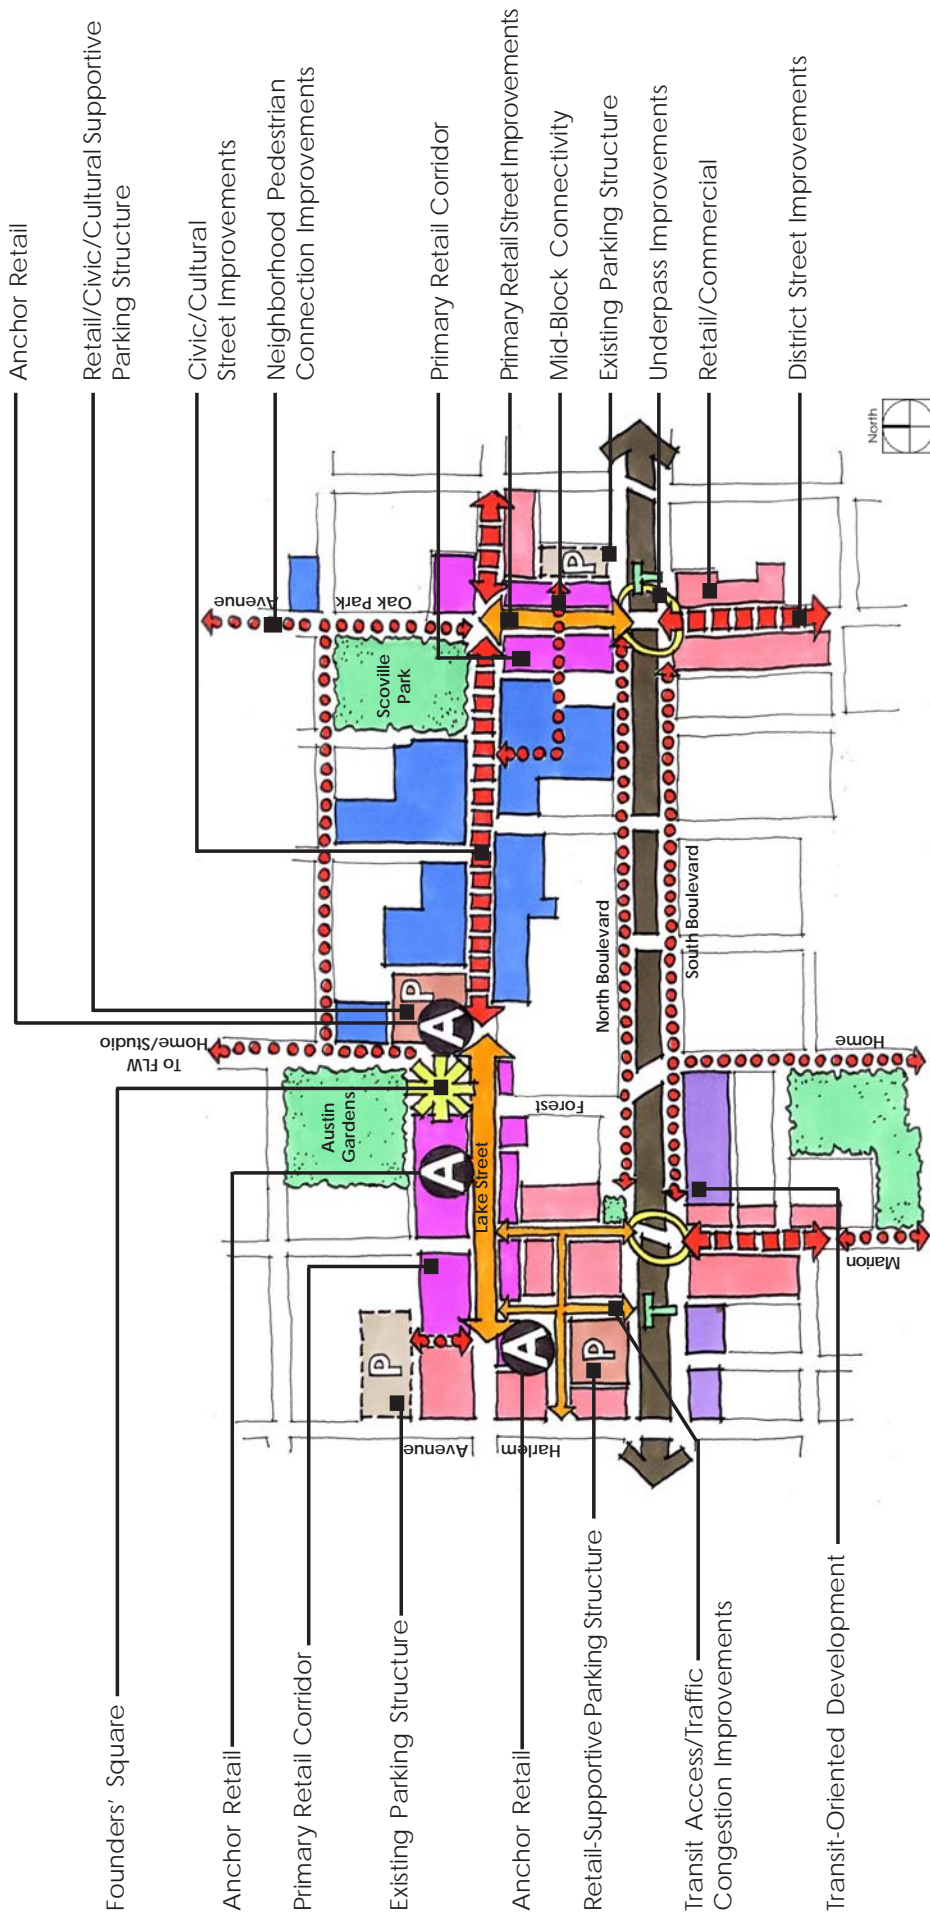 Founders' Square
Anchor Retail
Primary Retail Corridor
Existing Parking Structure
Anchor Retail
Retail-Supportive Parking Structure
Transit Access/Traffic
Congestion Improvements
Transit-Oriented Development
Anchor Retail
Retail/Civic/Cultural Supportive
Parking Structure
Civic/Cultural
Street Improvements
Neighborhood Pedestrian
Connection Improvements
Primary Retail Corridor
Primary Retail Street Improvements
Mid-Block Connectivity
Existing Parking Structure
Underpass Improvements
Retail/Commercial
District Street Improvements
To FLW
Home/Studio
Oak Park
Avenue
Austin
Gardens
Scoville
Park
P
P
P
P
A
A
A
Lake Street
Forest
Harlem
Avenue
North Boulevard
South Boulevard
Marion
Home
North